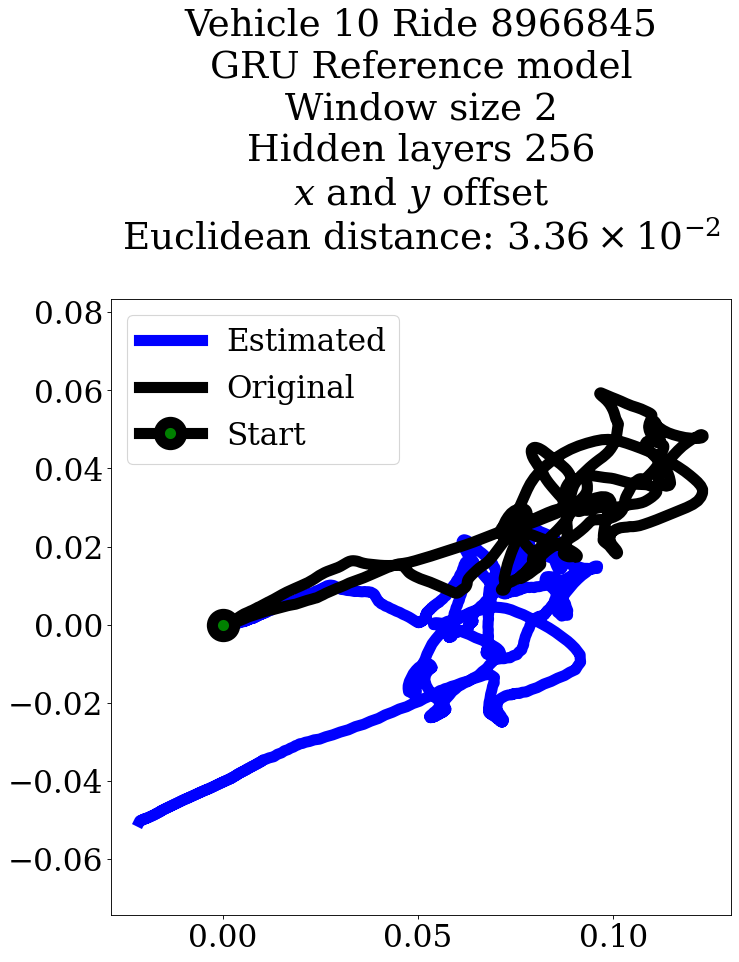 Vehicle 10 Ride 8966845
GRU Reference model
Window size 2
Hidden layers 256
x and y offset
Euclidean distance: 3.36 × 10⁻²
0.08
0.06
0.04
0.02
0.00
−0.02
−0.04
−0.06
Estimated
Original
Start
0.00 0.05 0.10